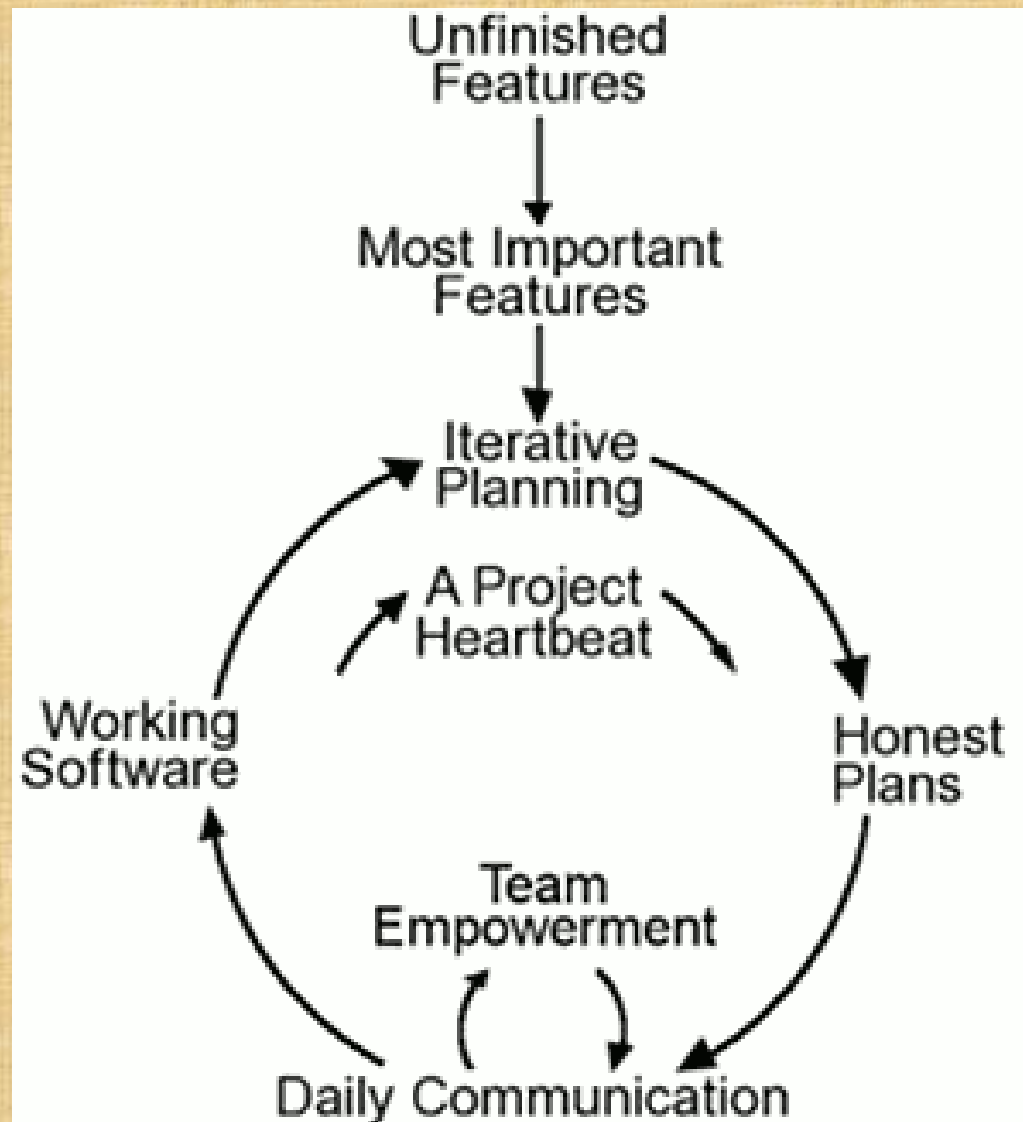 Unfinished
Features
Most Important
Features
Iterative
Planning
A Project
Heartbeat
Working
Software
Honest
Plans
Team
Empowerment
Daily Communication